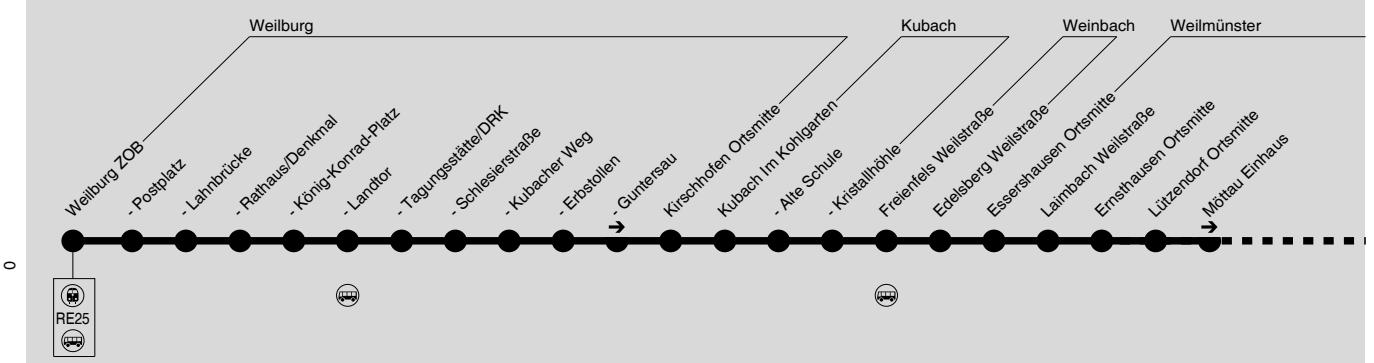 Weilburg
Kubach
Weinbach
Weilmünster
Weilburg ZOB
- Postplatz
- Lahnbrücke
- Rathaus/Denkmal
- König-Konrad-Platz
- Landtor
- Tagungsstätte/DRK
- Schlesierstraße
- Kubacher Weg
- Erbstollen
- Guntersau
Kirschhofen Ortsmitte
Kubach Im Kohlgarten
- Alte Schule
- Kristallhöhle
Freienfels Weilstraße
Edelsberg Weilstraße
Essershausen Ortsmitte
Laimbach Weilstraße
Ernsthausen Ortsmitte
Lützendorf Ortsmitte
Möttau Einhaus
0
RE25